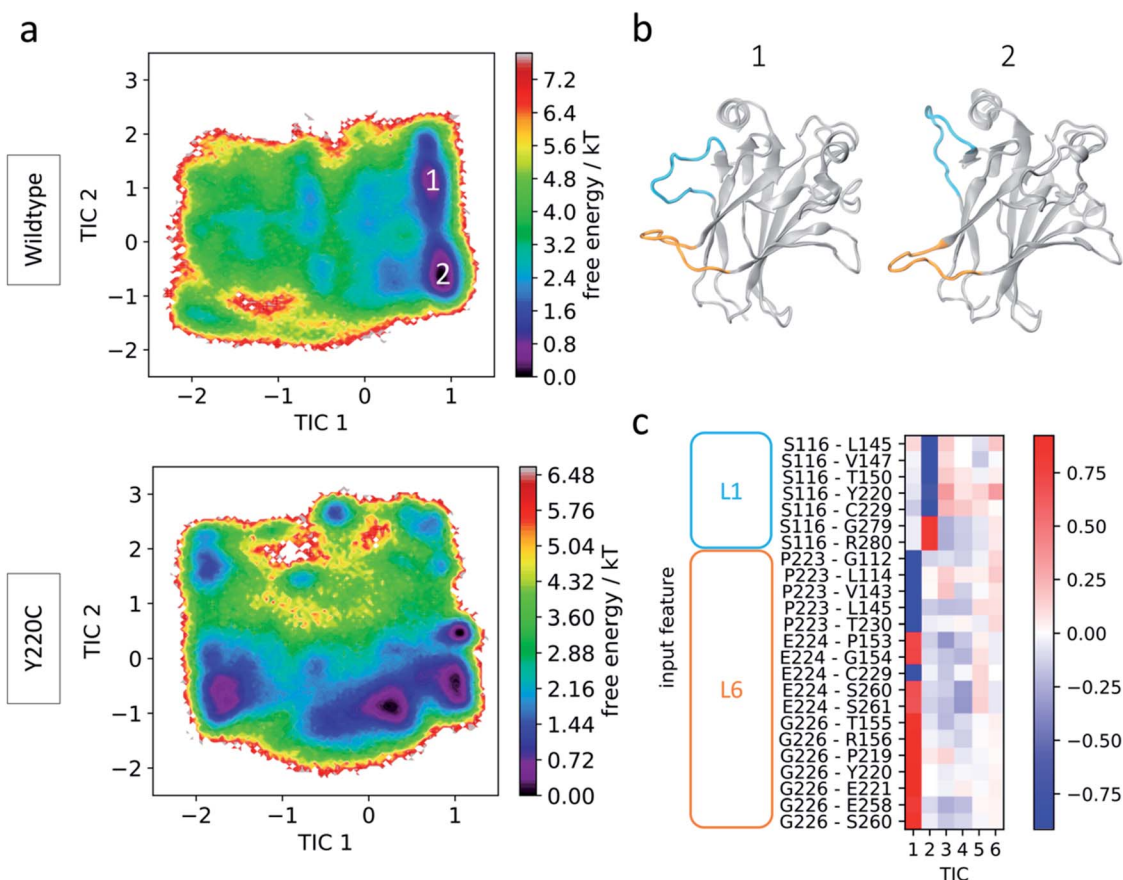 a
Wildtype
TIC 2
3
2
1
0
−1
−2
−2
−1
0
1
TIC 1
1
2
7.2
6.4
5.6
4.8
4.0
3.2
2.4
1.6
0.8
0.0
free energy / kT
b
1
2
Y220C
TIC 2
3
2
1
0
−1
−2
−2
−1
0
1
TIC 1
6.48
5.76
5.04
4.32
3.60
2.88
2.16
1.44
0.72
0.00
free energy / kT
c
input feature
L1
L6
S116 - L145
S116 - V147
S116 - T150
S116 - Y220
S116 - C229
S116 - G279
S116 - R280
P223 - G112
P223 - L114
P223 - V143
P223 - L145
P223 - T230
E224 - P153
E224 - G154
E224 - C229
E224 - S260
E224 - S261
G226 - T155
G226 - R156
G226 - P219
G226 - Y220
G226 - E221
G226 - E258
G226 - S260
1 2 3 4 5 6
TIC
0.75
0.50
0.25
0.00
−0.25
−0.50
−0.75